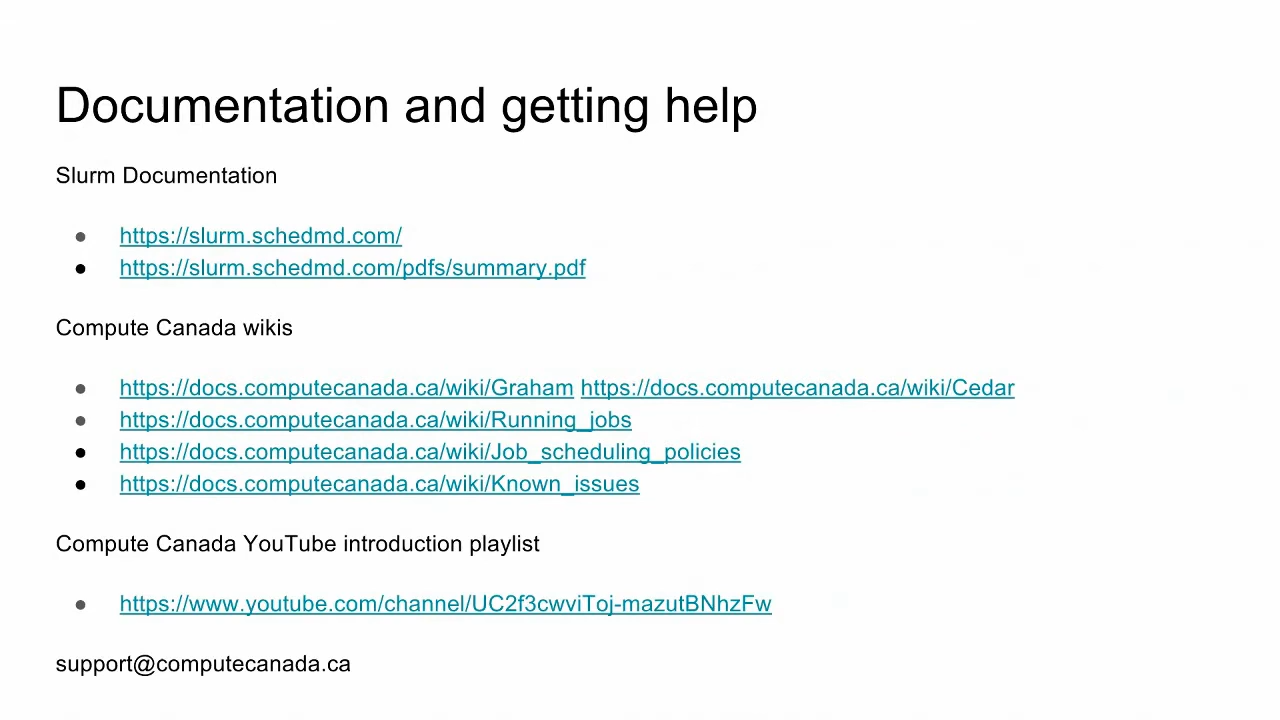 Documentation and getting help
Slurm Documentation
● https://slurm.schedmd.com/
● https://slurm.schedmd.com/pdfs/summary.pdf
Compute Canada wikis
● https://docs.computecanada.ca/wiki/Graham https://docs.computecanada.ca/wiki/Cedar
● https://docs.computecanada.ca/wiki/Running_jobs
● https://docs.computecanada.ca/wiki/Job_scheduling_policies
● https://docs.computecanada.ca/wiki/Known_issues
Compute Canada YouTube introduction playlist
● https://www.youtube.com/channel/UC2f3cwviToj-mazutBNhzFw
support@computecanada.ca